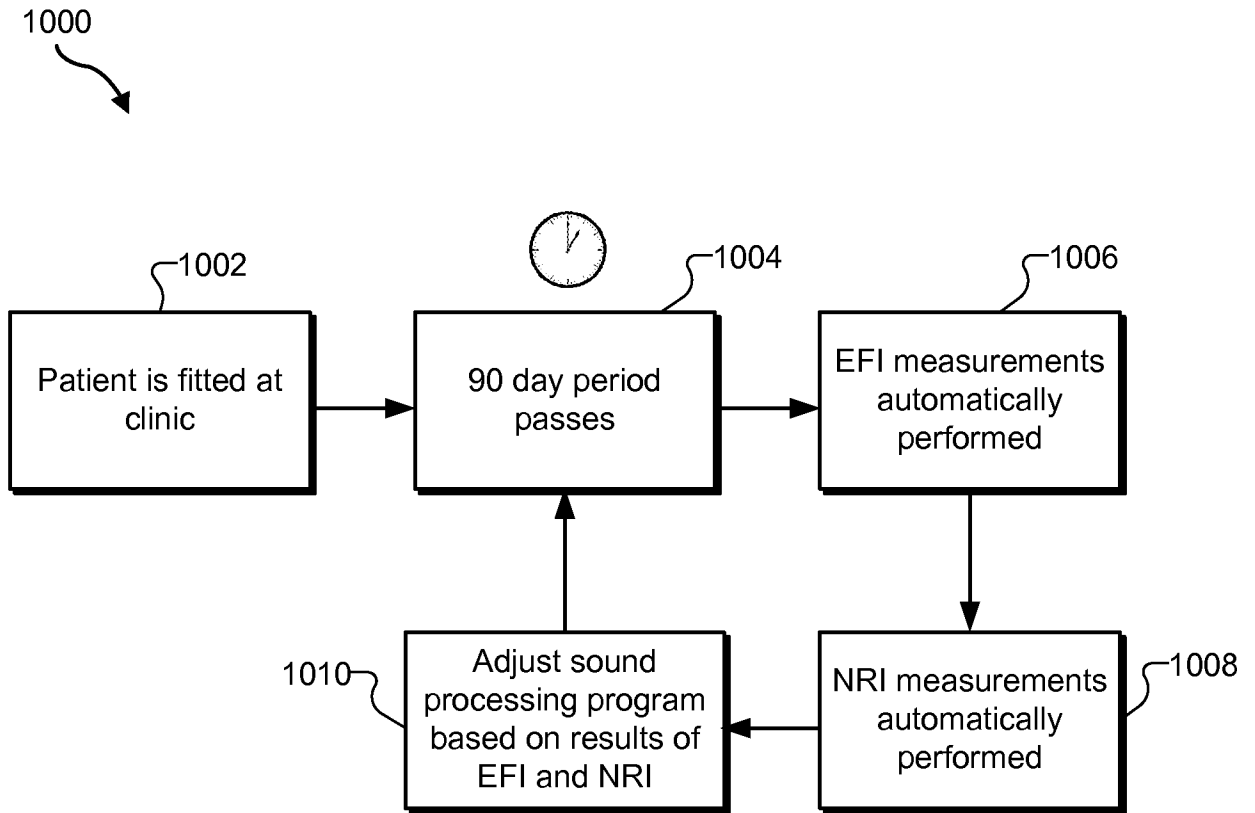 1000
1002
Patient is fitted at
clinic
1004
90 day period
passes
1006
EFI measurements
automatically
performed
1010
Adjust sound
processing program
based on results of
EFI and NRI
1008
NRI measurements
automatically
performed